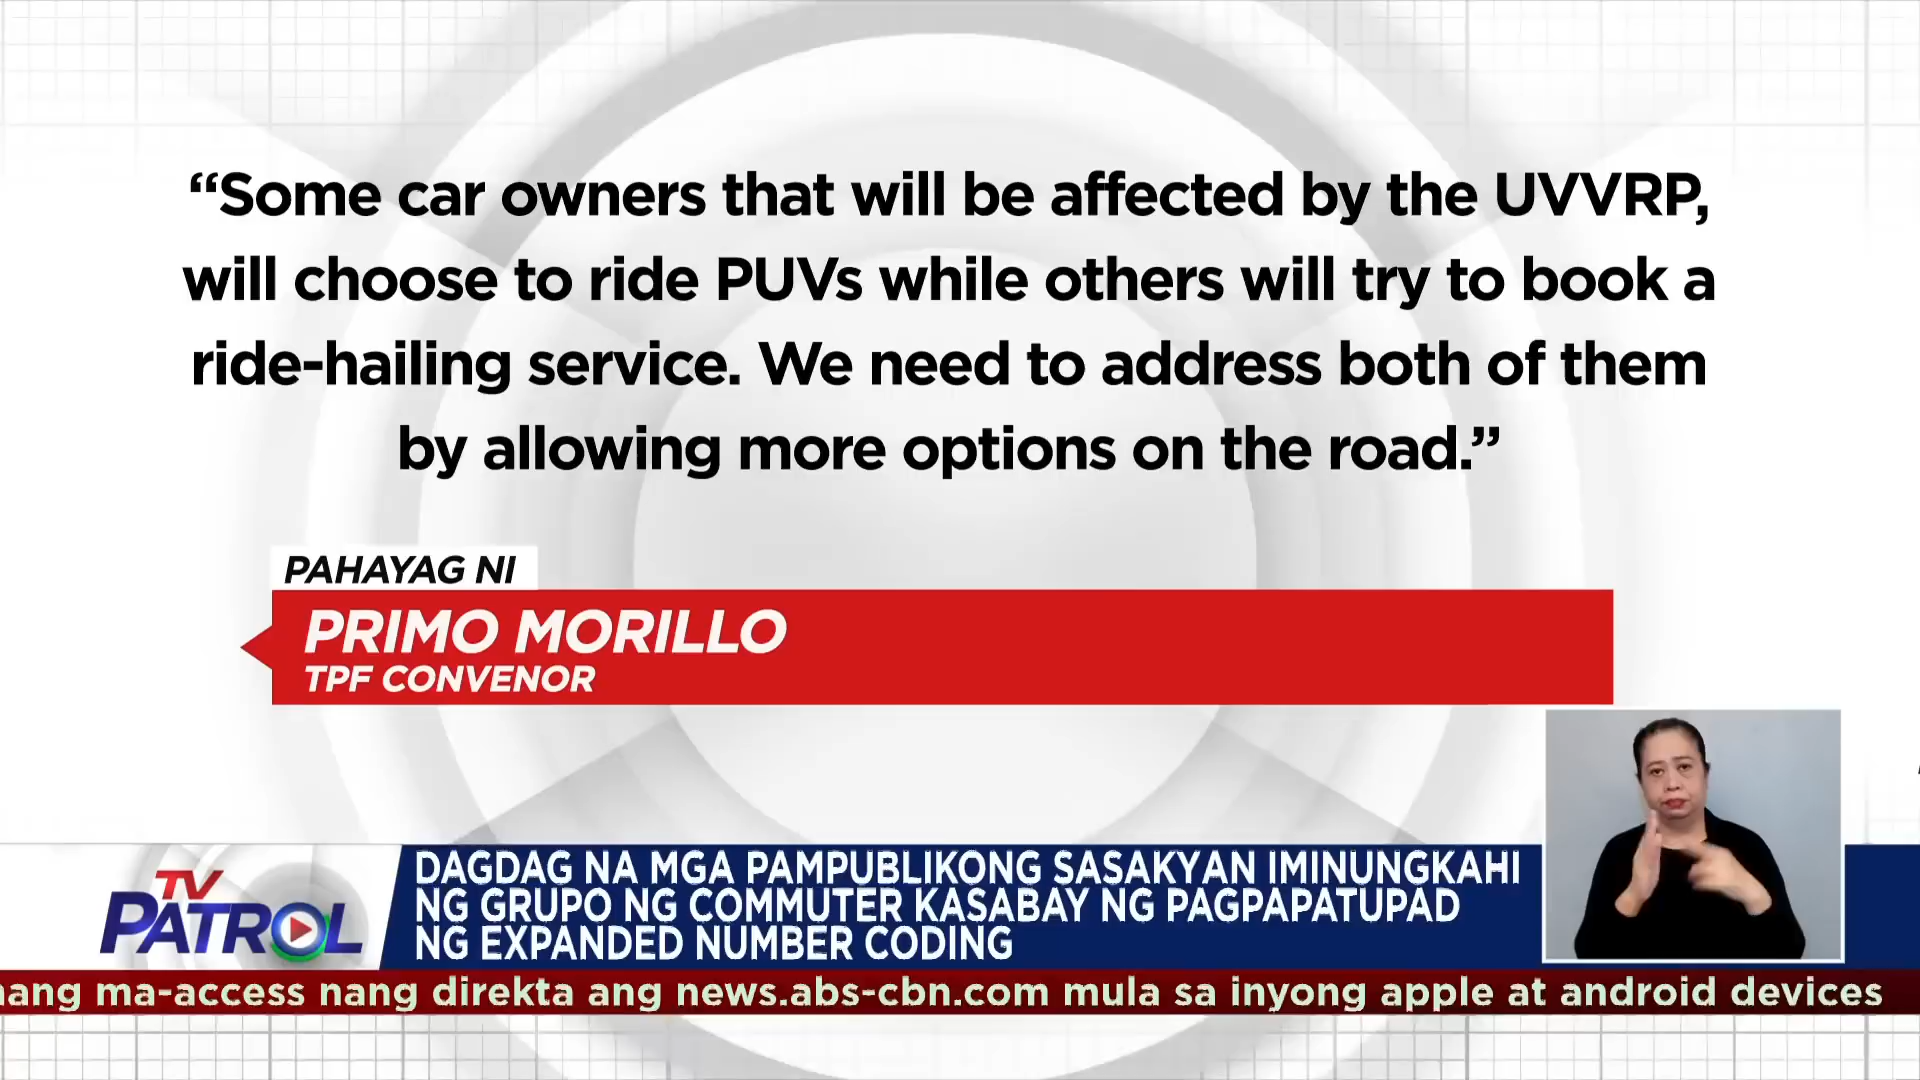 “Some car owners that will be affected by the UVVRP,
will choose to ride PUVs while others will try to book a
ride-hailing service. We need to address both of them
by allowing more options on the road.”
PAHAYAG NI
PRIMO MORILLO
TPF CONVENOR
TV
PATROL
DAGDAG NA MGA PAMPUBLIKONG SASAKYAN IMINUNGKAHI
NG GRUPO NG COMMUTER KASABAY NG PAGPAPATUPAD
NG EXPANDED NUMBER CODING
ang ma-access nang direkta ang news.abs-cbn.com mula sa inyong apple at android devices